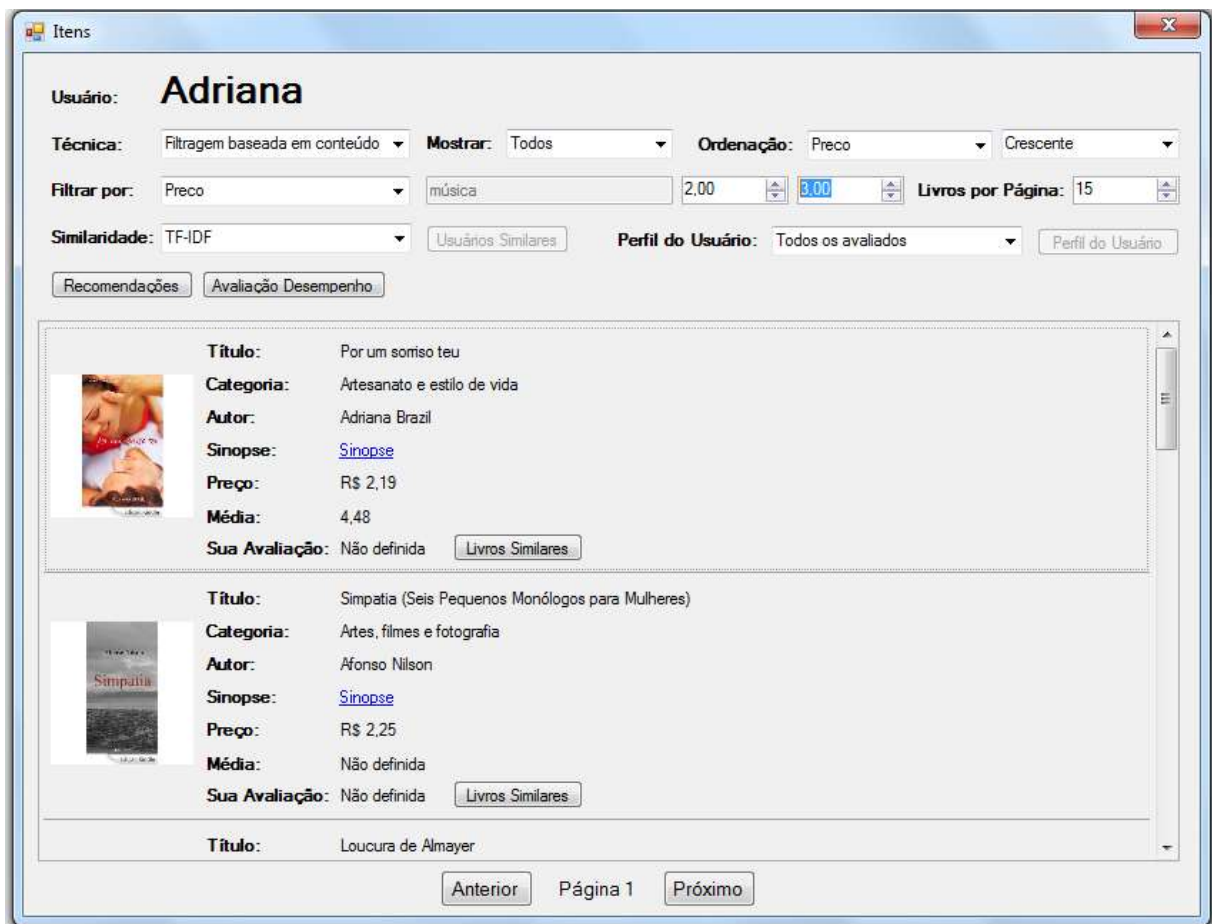 Itens
Usuário: Adriana
Técnica: Filtragem baseada em conteúdo Mostrar: Todos Ordenação: Preco Crescente
Filtrar por: Preco música 2,00 3,00 Livros por Página: 15
Similaridade: TF-IDF Usuários Similares Perfil do Usuário: Todos os avaliados Perfil do Usuário
Recomendações Avaliação Desempenho
Título: Por um sorriso teu
Categoria: Artesanato e estilo de vida
Autor: Adriana Brazil
Sinopse: Sinopse
Preço: R$ 2,19
Média: 4,48
Sua Avaliação: Não definida Livros Similares
Simpatia
Título: Simpatia (Seis Pequenos Monólogos para Mulheres)
Categoria: Artes, filmes e fotografia
Autor: Afonso Nilson
Sinopse: Sinopse
Preço: R$ 2,25
Média: Não definida
Sua Avaliação: Não definida Livros Similares
Título: Loucura de Almayer
Anterior Página 1 Próximo